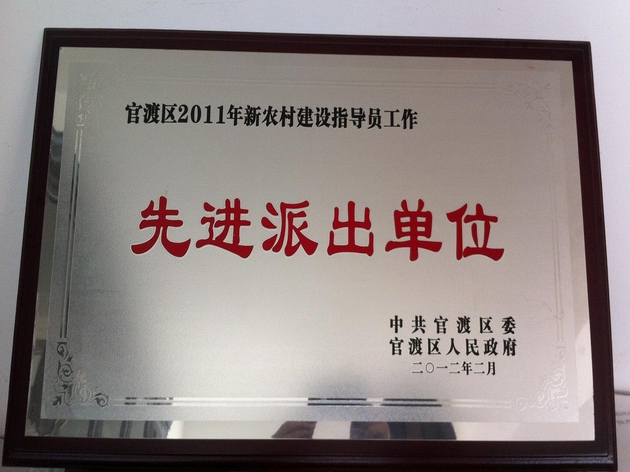 官渡区2011年新农村建设指导员工作
先进派出单位
中共官渡区委
官渡区人民政府
二〇一二年二月